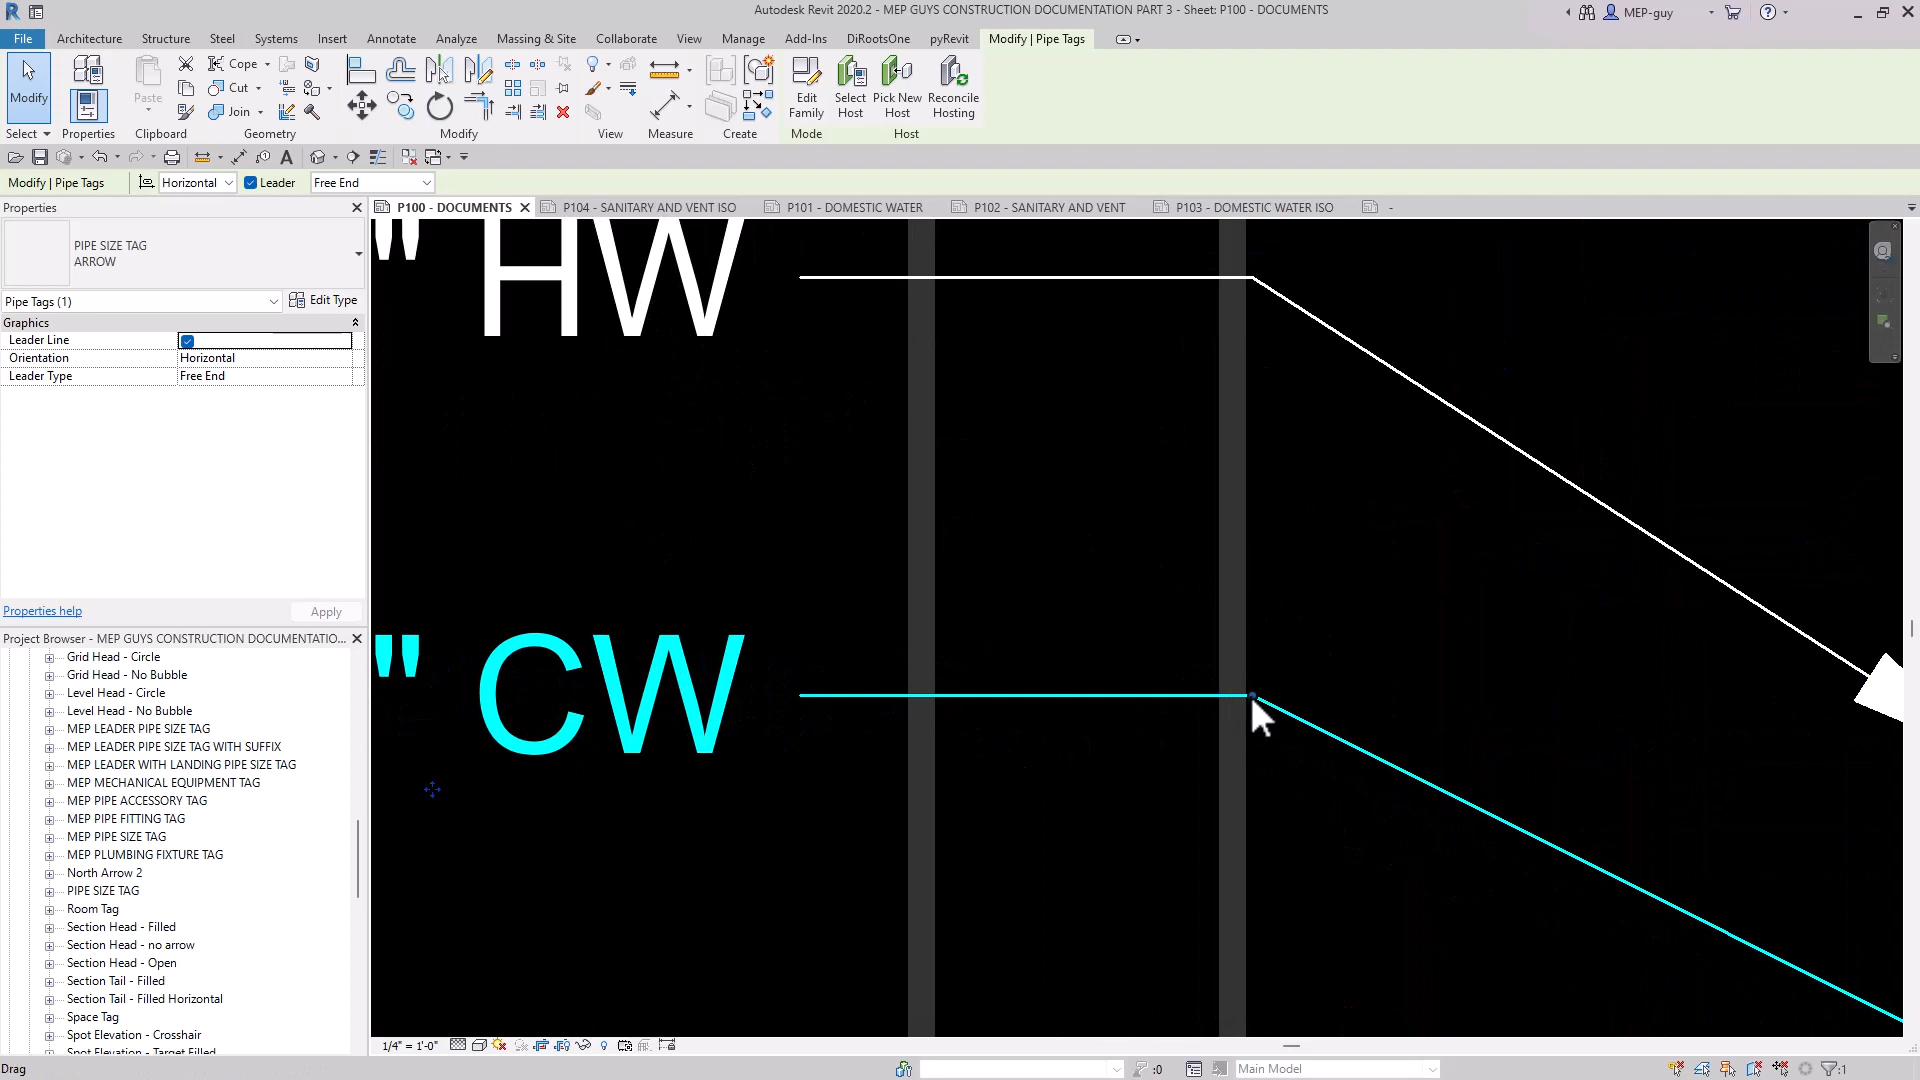 Autodesk Revit 2020.2 - MEP GUYS CONSTRUCTION DOCUMENTATION PART 3 - Sheet: P100 - DOCUMENTS
MEP-guy
File Architecture Structure Steel Systems Insert Annotate Analyze Massing & Site Collaborate View Manage Add-Ins DiRootsOne pyRevit Modify | Pipe Tags
Cope
Cut
Join
Modify
Paste
Edit Family
Select Host
Pick New Host
Reconcile Hosting
Select Properties Clipboard Geometry Modify View Measure Create Mode Host
Modify | Pipe Tags Horizontal Leader Free End
Properties
P100 - DOCUMENTS P104 - SANITARY AND VENT ISO P101 - DOMESTIC WATER P102 - SANITARY AND VENT P103 - DOMESTIC WATER ISO -
PIPE SIZE TAG
ARROW
Pipe Tags (1) Edit Type
Graphics
Leader Line
Orientation Horizontal
Leader Type Free End
Properties help Apply
" HW
" CW
Project Browser - MEP GUYS CONSTRUCTION DOCUMENTATIO...
Grid Head - Circle
Grid Head - No Bubble
Level Head - Circle
Level Head - No Bubble
MEP LEADER PIPE SIZE TAG
MEP LEADER PIPE SIZE TAG WITH SUFFIX
MEP LEADER WITH LANDING PIPE SIZE TAG
MEP MECHANICAL EQUIPMENT TAG
MEP PIPE ACCESSORY TAG
MEP PIPE FITTING TAG
MEP PIPE SIZE TAG
MEP PLUMBING FIXTURE TAG
North Arrow 2
PIPE SIZE TAG
Room Tag
Section Head - Filled
Section Head - no arrow
Section Head - Open
Section Tail - Filled
Section Tail - Filled Horizontal
Space Tag
Spot Elevation - Crosshair
Spot Elevation - Target Filled
1/4" = 1'-0"
Drag :0 Main Model :1